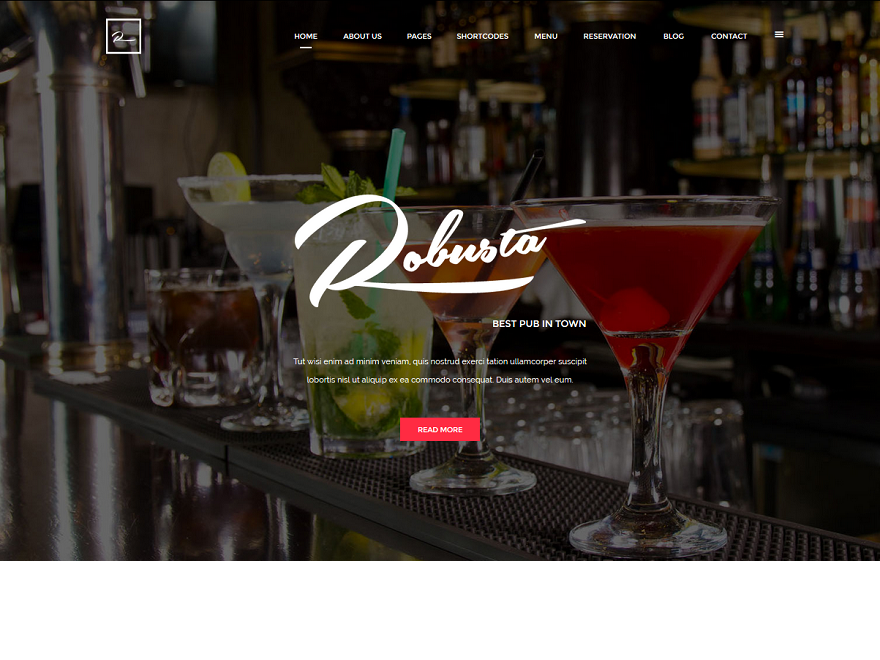 HOME ABOUT US PAGES SHORTCODES MENU RESERVATION BLOG CONTACT
Robusta
BEST PUB IN TOWN
Tut wisi enim ad minim veniam, quis nostrud exerci tation ullamcorper suscipit
lobortis nisl ut aliquip ex ea commodo consequat. Duis autem vel eum.
READ MORE